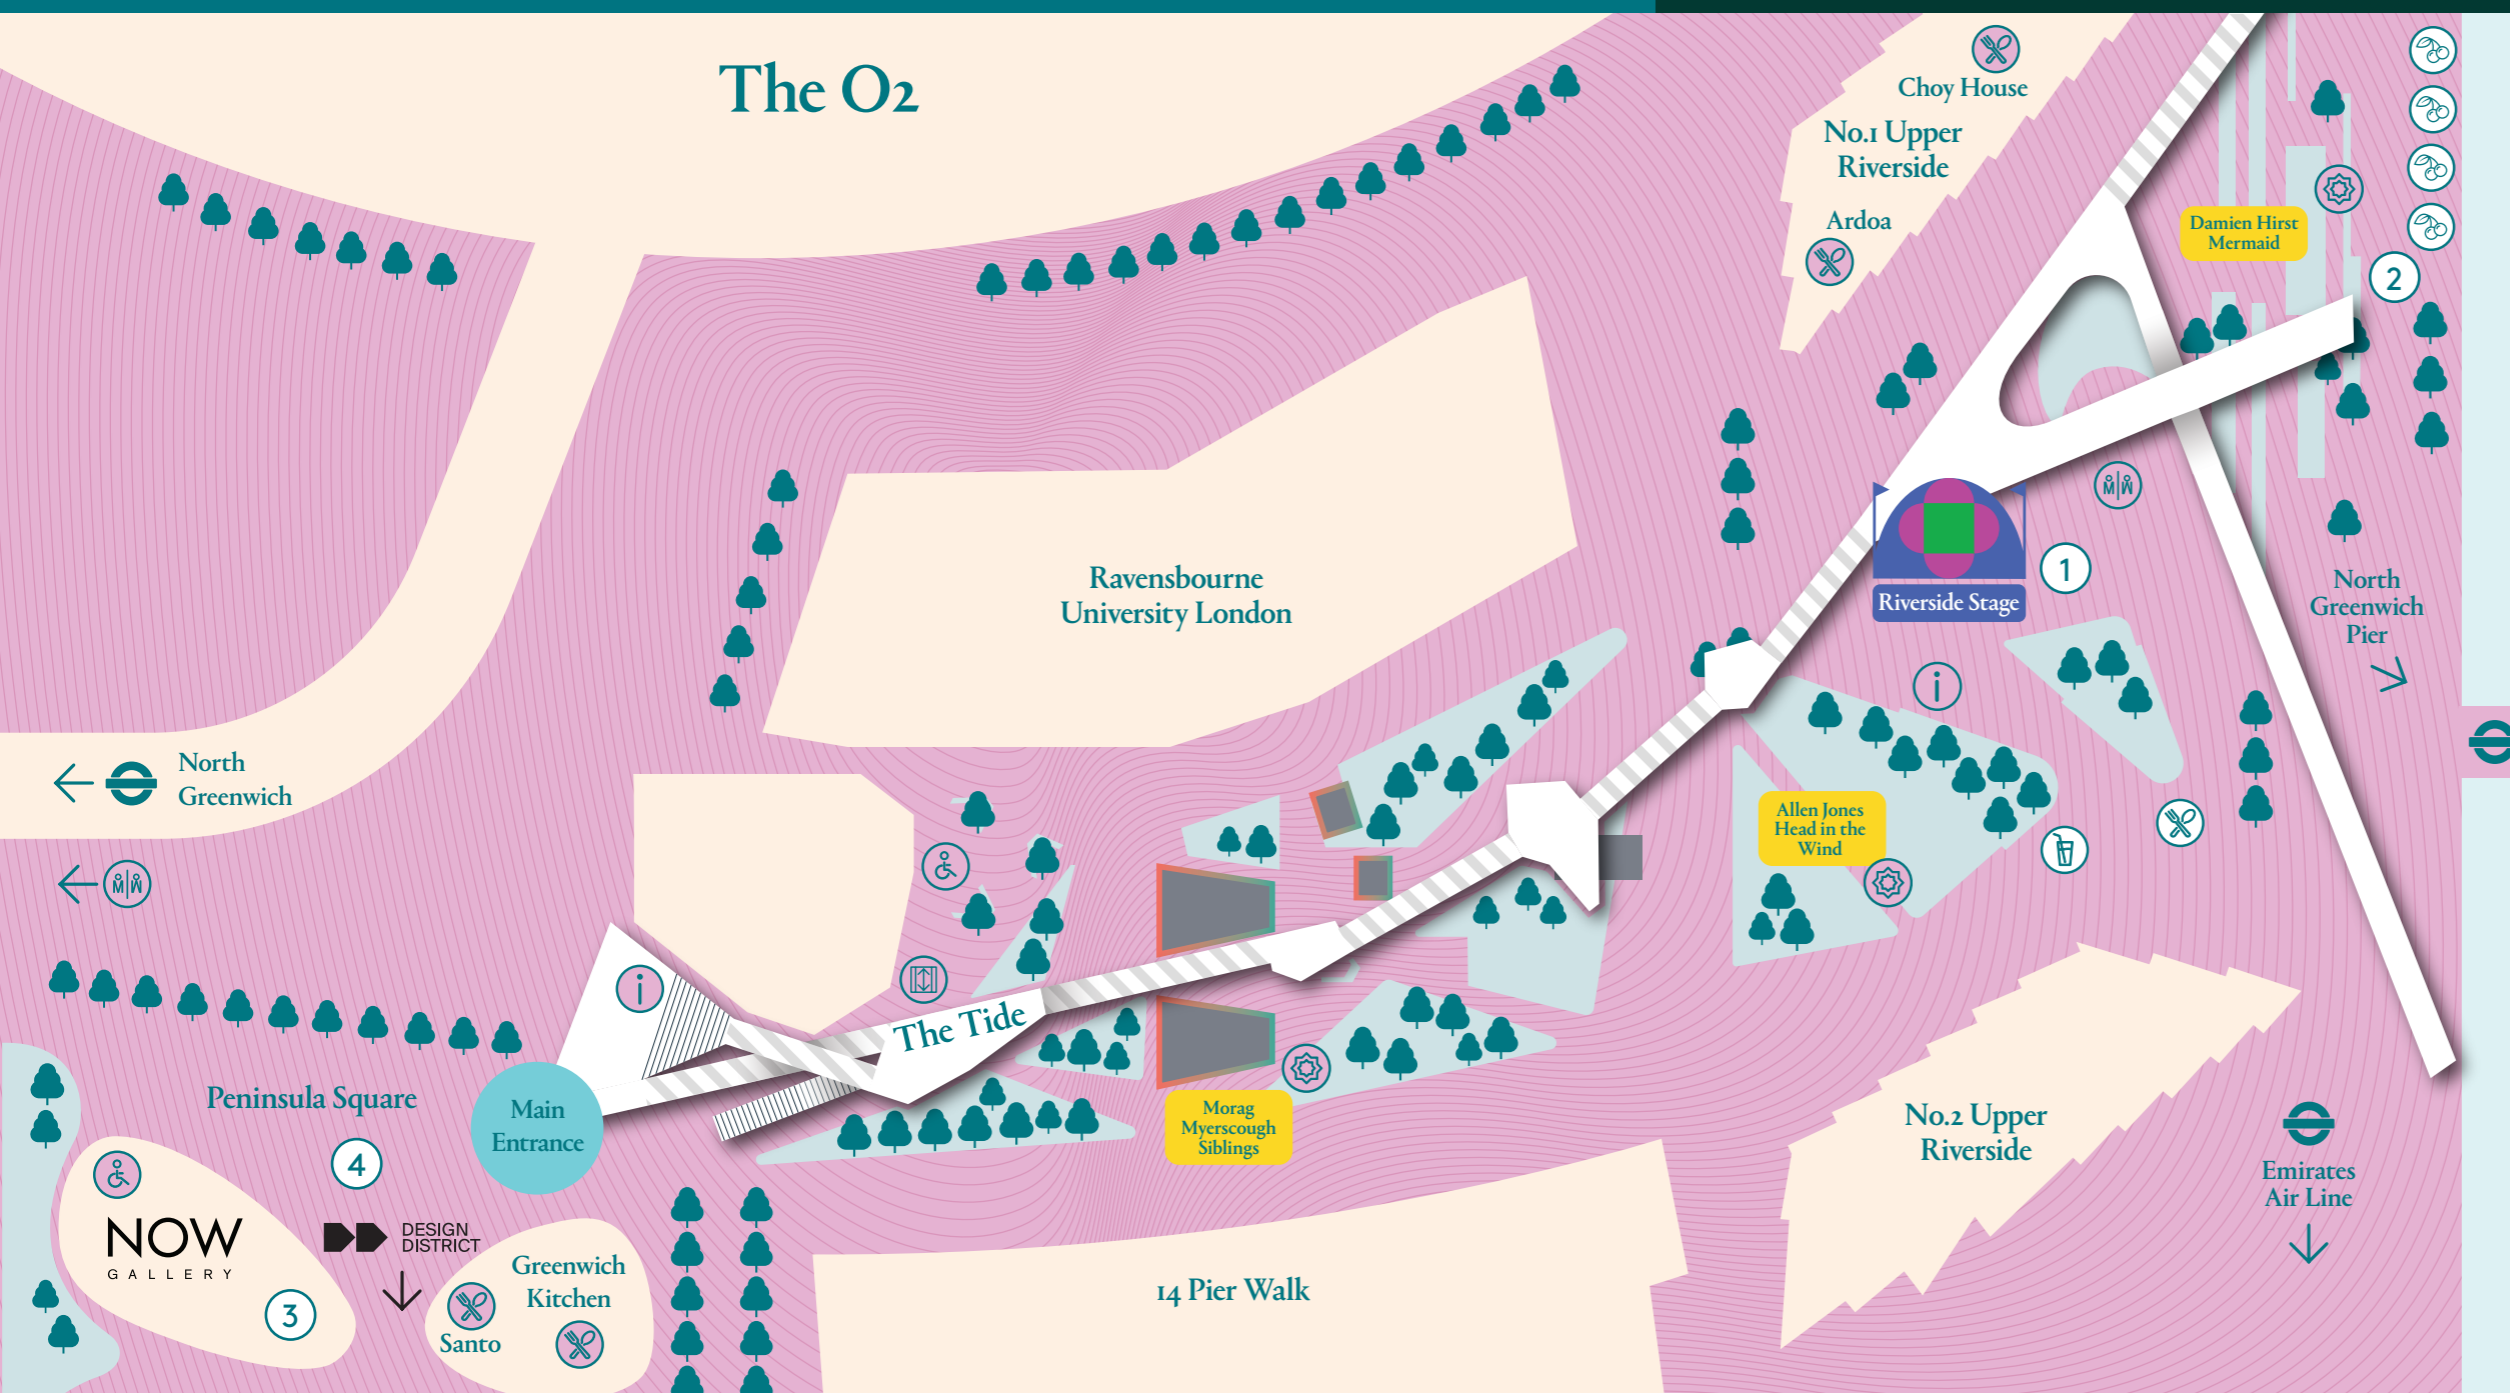 The O2
Choy House
No.1 Upper
Riverside
Ardoa
Damien Hirst
Mermaid
2
Ravensbourne
University London
M W
1
Riverside Stage
North
Greenwich
Pier
i
North
Greenwich
M W
Allen Jones
Head in the
Wind
i
The Tide
Peninsula Square
Main
Entrance
4
Morag
Myerscough
Siblings
No.2 Upper
Riverside
Emirates
Air Line
NOW
GALLERY
DESIGN
DISTRICT
3
Greenwich
Kitchen
Santo
14 Pier Walk